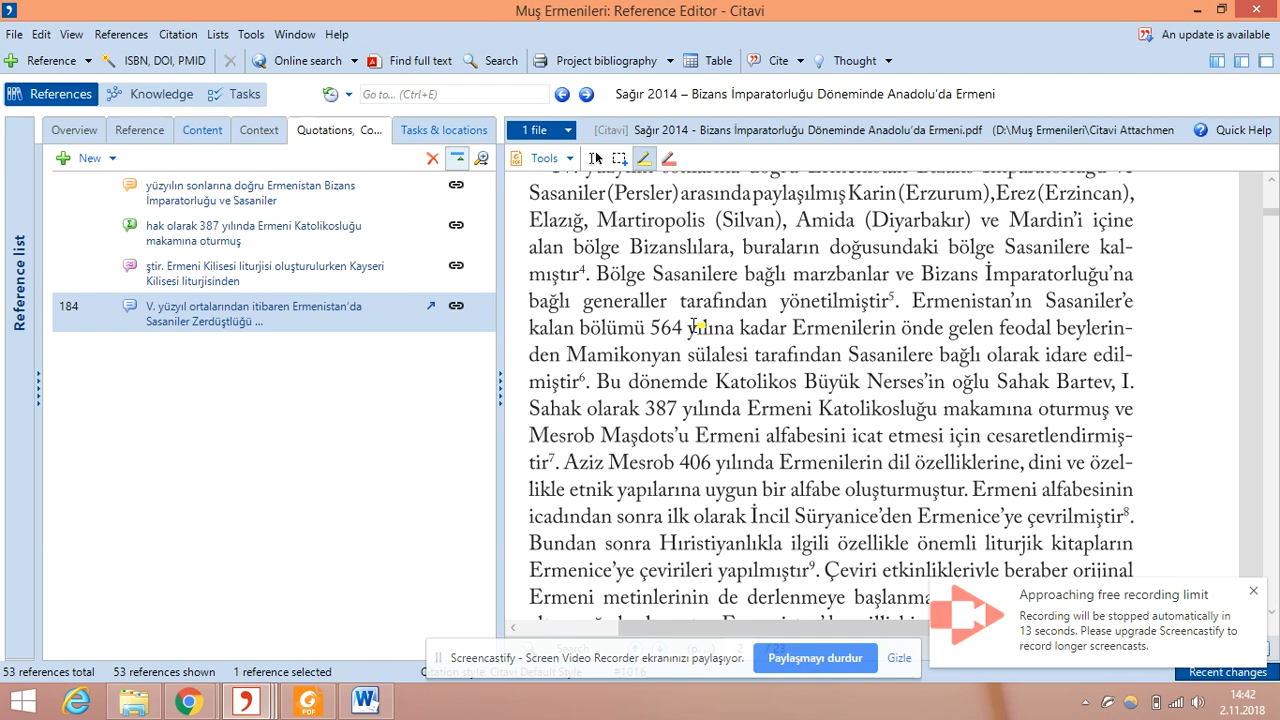 Muş Ermenileri: Reference Editor - Citavi
File Edit View References Citation Lists Tools Window Help
An update is available
Reference ISBN, DOI, PMID Online search Find full text Search Project bibliography Table Cite Thought
References Knowledge Tasks Go to... (Ctrl+E) Sağır 2014 – Bizans İmparatorluğu Döneminde Anadolu'da Ermeni
Overview Reference Content Context Quotations, Co... Tasks & locations
1 file [Citavi] Sağır 2014 - Bizans İmparatorluğu Döneminde Anadolu'da Ermeni.pdf (D:\Muş Ermenileri\Citavi Attachmen Quick Help
New
Tools
Reference list
yüzyılın sonlarına doğru Ermenistan Bizans
İmparatorluğu ve Sasaniler
hak olarak 387 yılında Ermeni Katolikosluğu
makamına oturmuş
ştir. Ermeni Kilisesi liturjisi oluşturulurken Kayseri
Kilisesi liturjisinden
184 V. yüzyıl ortalarından itibaren Ermenistan'da
Sasaniler Zerdüştlüğü ...
IV. yüzyılın sonlarına doğru Ermenistan Bizans İmparatorluğu ve
Sasaniler (Persler) arasında paylaşılmış Karin (Erzurum), Erez (Erzincan),
Elazığ, Martiropolis (Silvan), Amida (Diyarbakır) ve Mardin'i içine
alan bölge Bizanslılara, buraların doğusundaki bölge Sasanilere kal-
mıştır⁴. Bölge Sasanilere bağlı marzbanlar ve Bizans İmparatorluğu'na
bağlı generaller tarafından yönetilmiştir⁵. Ermenistan'ın Sasaniler'e
kalan bölümü 564 yılına kadar Ermenilerin önde gelen feodal beylerin-
den Mamikonyan sülalesi tarafından Sasanilere bağlı olarak idare edil-
miştir⁶. Bu dönemde Katolikos Büyük Nerses'in oğlu Sahak Bartev, I.
Sahak olarak 387 yılında Ermeni Katolikosluğu makamına oturmuş ve
Mesrob Maşdots'u Ermeni alfabesini icat etmesi için cesaretlendirmiş-
tir⁷. Aziz Mesrob 406 yılında Ermenilerin dil özelliklerine, dini ve özel-
likle etnik yapılarına uygun bir alfabe oluşturmuştur. Ermeni alfabesinin
icadından sonra ilk olarak İncil Süryanice'den Ermenice'ye çevrilmiştir⁸.
Bundan sonra Hıristiyanlıkla ilgili özellikle önemli liturjik kitapların
Ermenice'ye çevirileri yapılmıştır⁹. Çeviri etkinlikleriyle beraber orijinal
Ermeni metinlerinin de derlenmeye başlanma
Approaching free recording limit
Recording will be stopped automatically in
13 seconds. Please upgrade Screencastify to
record longer screencasts.
Screencastify - Screen Video Recorder ekranınızı paylaşıyor. Paylaşmayı durdur Gizle
53 references total 53 references shown 1 reference selected Citation style: Citavi Default Style #1016 Recent changes
14:42
2.11.2018